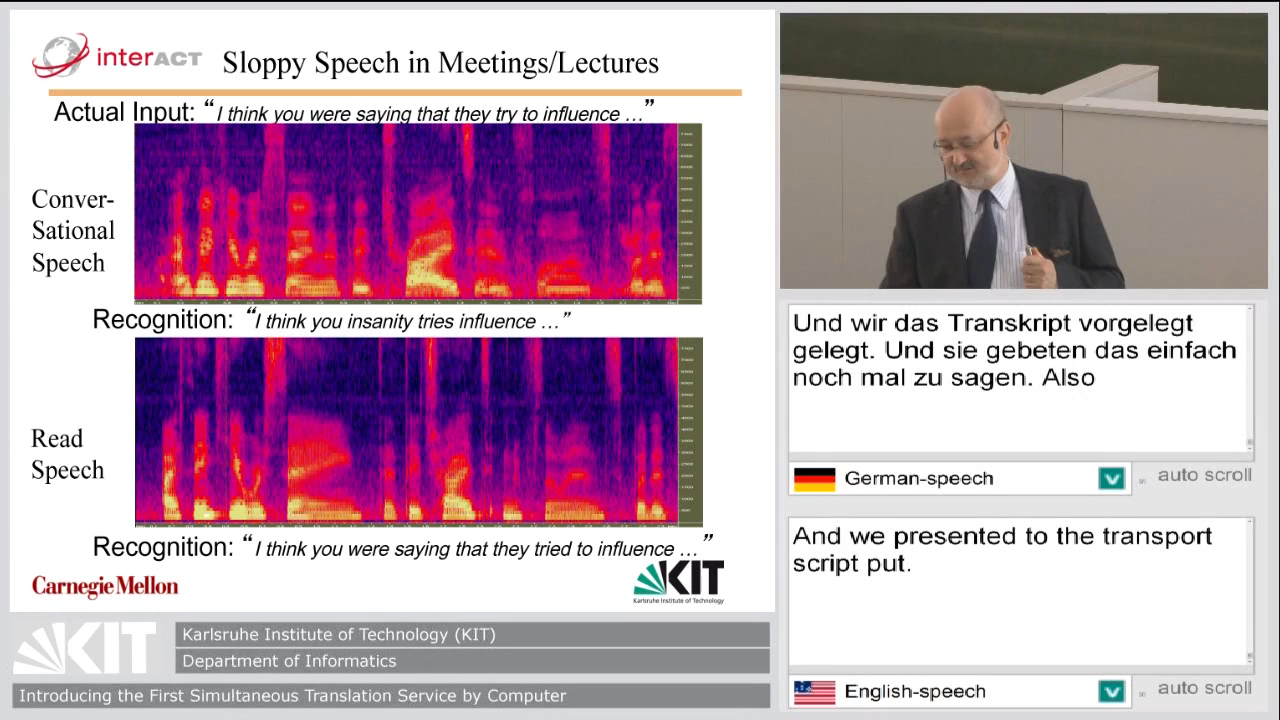 interACT
Sloppy Speech in Meetings/Lectures
Actual Input: “I think you were saying that they try to influence …”
Conver-
Sational
Speech
Recognition: “I think you insanity tries influence …”
Read
Speech
Recognition: “I think you were saying that they tried to influence …”
Carnegie Mellon
KIT
Karlsruhe Institute of Technology
KIT
Karlsruhe Institute of Technology (KIT)
Department of Informatics
Introducing the First Simultaneous Translation Service by Computer
Und wir das Transkript vorgelegt
gelegt. Und sie gebeten das einfach
noch mal zu sagen. Also
German-speech
auto scroll
And we presented to the transport
script put.
English-speech
auto scroll